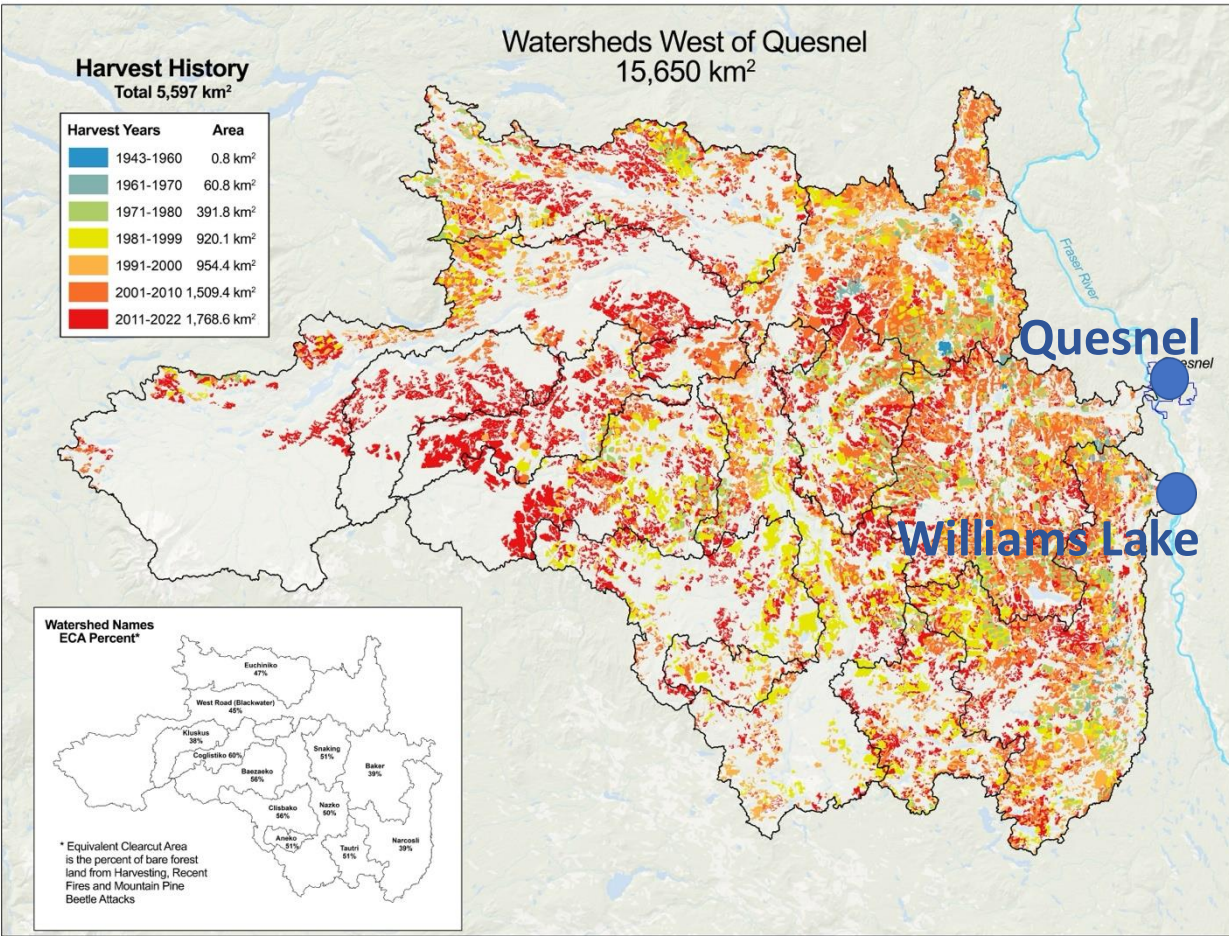 Watersheds West of Quesnel
15,650 km²
Harvest History
Total 5,597 km²
Harvest Years Area
1943-1960 0.8 km²
1961-1970 60.8 km²
1971-1980 391.8 km²
1981-1999 920.1 km²
1991-2000 954.4 km²
2001-2010 1,509.4 km²
2011-2022 1,768.6 km²
Fraser River
Quesnel
esnel
Williams Lake
Watershed Names
ECA Percent*
Euchiniko
47%
West Road (Blackwater)
45%
Kluskus
38%
Coglistiko 60%
Baezaeko
56%
Snaking
51%
Baker
39%
Clisbako
56%
Nazko
50%
Aneko
51%
Tautri
51%
Narcosli
39%
* Equivalent Clearcut Area
is the percent of bare forest
land from Harvesting, Recent
Fires and Mountain Pine
Beetle Attacks